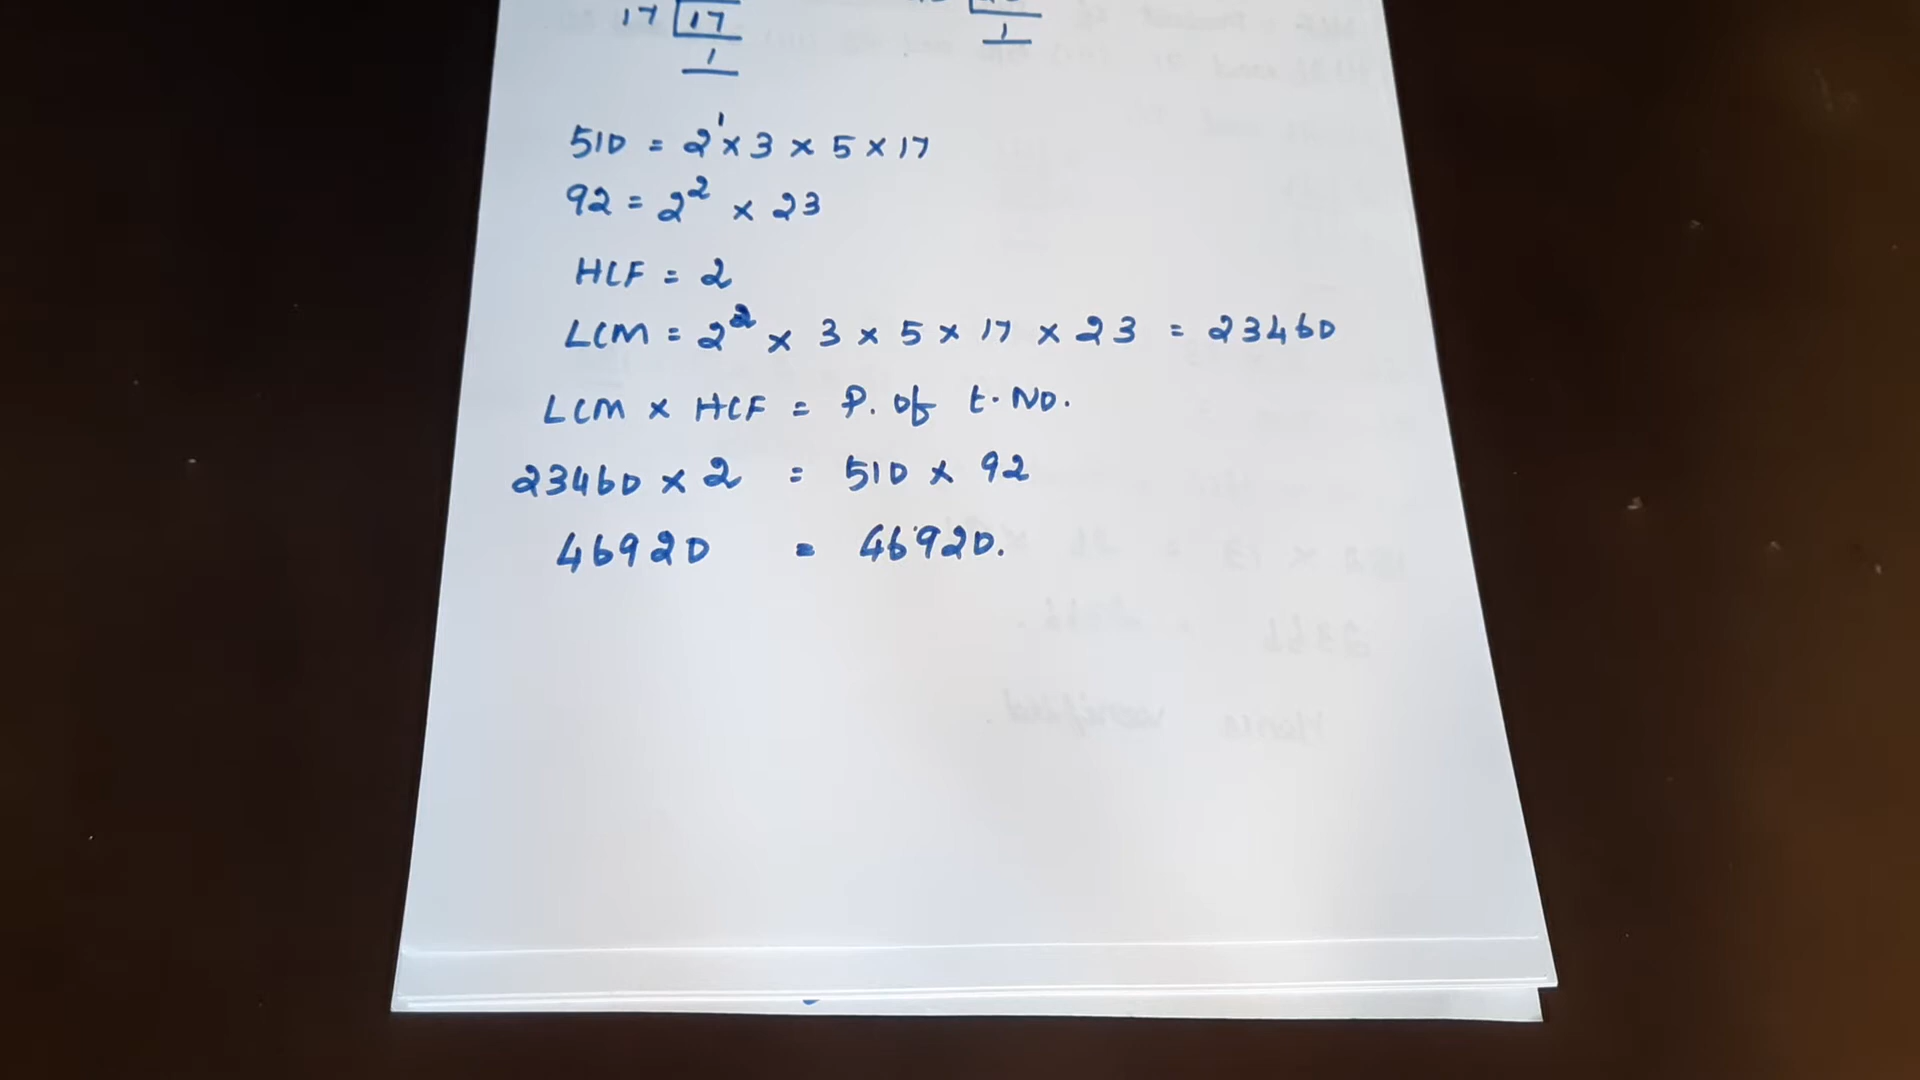 17 17
1
1
510 = 2¹ × 3 × 5 × 17
92 = 2² × 23
HCF = 2
LCM = 2² × 3 × 5 × 17 × 23 = 23460
LCM × HCF = P. of t. No.
23460 × 2 = 510 × 92
46920 = 46920.